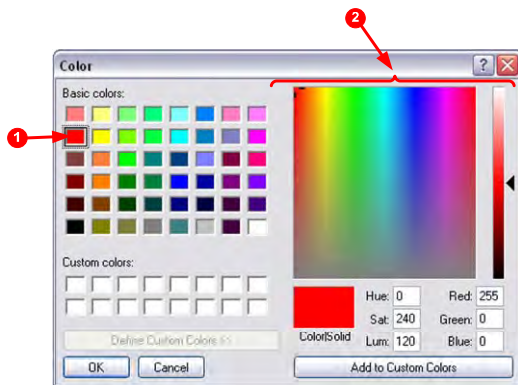 2
Color
?
Basic colors:
1
Custom colors:
Define Custom Colors >>
OK
Cancel
Color|Solid
Hue: 0
Sat: 240
Lum: 120
Red: 255
Green: 0
Blue: 0
Add to Custom Colors